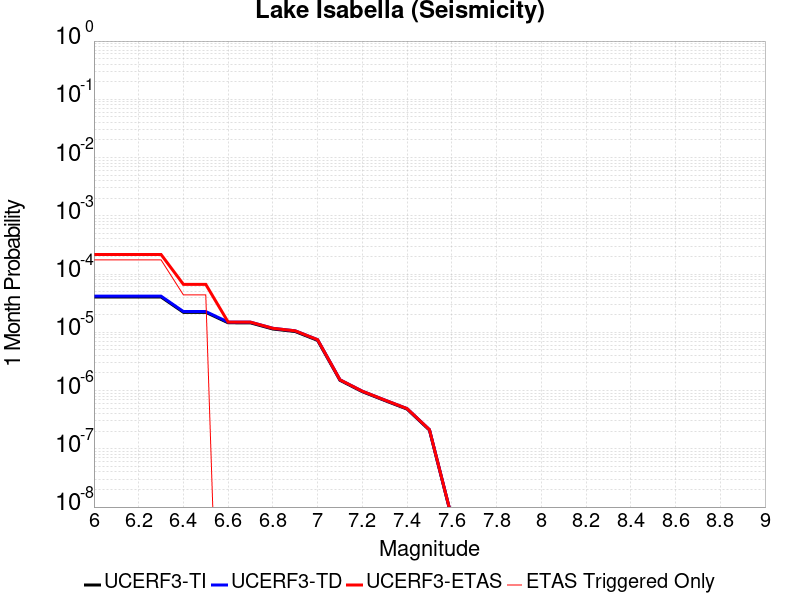 Lake Isabella (Seismicity)
1 Month Probability
10^0
10^-1
10^-2
10^-3
10^-4
10^-5
10^-6
10^-7
10^-8
6 6.2 6.4 6.6 6.8 7 7.2 7.4 7.6 7.8 8 8.2 8.4 8.6 8.8 9
Magnitude
UCERF3-TI UCERF3-TD UCERF3-ETAS ETAS Triggered Only